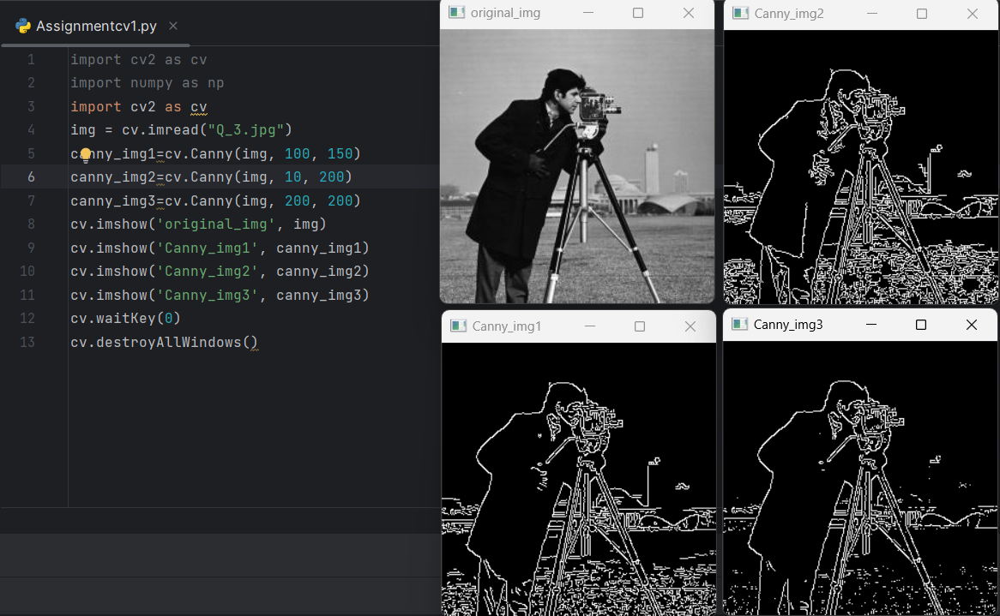 Assignmentcv1.py
1 import cv2 as cv
2 import numpy as np
3 import cv2 as cv
4 img = cv.imread("Q_3.jpg")
5 canny_img1=cv.Canny(img, 100, 150)
6 canny_img2=cv.Canny(img, 10, 200)
7 canny_img3=cv.Canny(img, 200, 200)
8 cv.imshow('original_img', img)
9 cv.imshow('Canny_img1', canny_img1)
10 cv.imshow('Canny_img2', canny_img2)
11 cv.imshow('Canny_img3', canny_img3)
12 cv.waitKey(0)
13 cv.destroyAllWindows()
original_img
Canny_img2
Canny_img1
Canny_img3